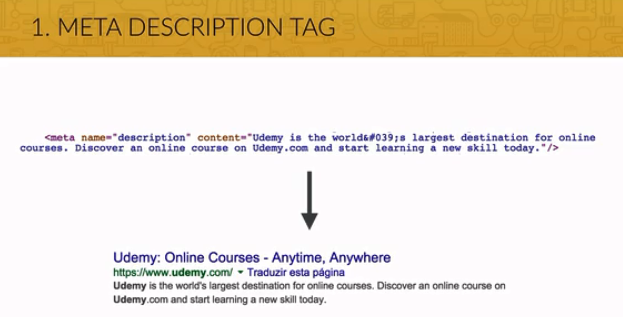 1. META DESCRIPTION TAG
<meta name="description" content="Udemy is the world&#039;s largest destination for online
courses. Discover an online course on Udemy.com and start learning a new skill today."/>
Udemy: Online Courses - Anytime, Anywhere
https://www.udemy.com/ ▾ Traduzir esta página
Udemy is the world's largest destination for online courses. Discover an online course on
Udemy.com and start learning a new skill today.